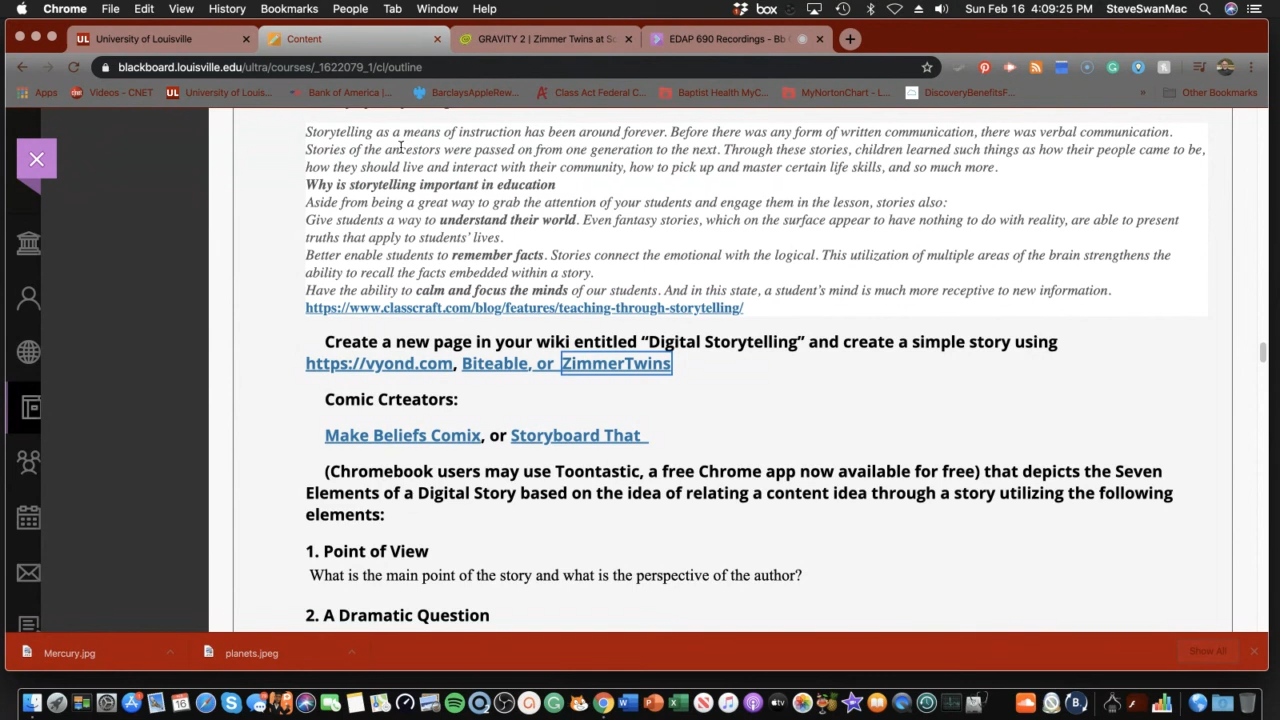 Chrome File Edit View History Bookmarks People Tab Window Help box Sun Feb 16 4:09:25 PM SteveSwanMac
University of Louisville Content GRAVITY 2 | Zimmer Twins at Sc EDAP 690 Recordings - Bb
blackboard.louisville.edu/ultra/courses/_1622079_1/cl/outline
Apps Videos - CNET University of Louis... Bank of America |... BarclaysAppleRew... Class Act Federal C... Baptist Health MyC... MyNortonChart - L... DiscoveryBenefitsF... » Other Bookmarks
Storytelling as a means of instruction has been around forever. Before there was any form of written communication, there was verbal communication.
Stories of the ancestors were passed on from one generation to the next. Through these stories, children learned such things as how their people came to be,
how they should live and interact with their community, how to pick up and master certain life skills, and so much more.
Why is storytelling important in education
Aside from being a great way to grab the attention of your students and engage them in the lesson, stories also:
Give students a way to understand their world. Even fantasy stories, which on the surface appear to have nothing to do with reality, are able to present
truths that apply to students’ lives.
Better enable students to remember facts. Stories connect the emotional with the logical. This utilization of multiple areas of the brain strengthens the
ability to recall the facts embedded within a story.
Have the ability to calm and focus the minds of our students. And in this state, a student’s mind is much more receptive to new information.
https://www.classcraft.com/blog/features/teaching-through-storytelling/
Create a new page in your wiki entitled “Digital Storytelling” and create a simple story using
https://vyond.com, Biteable, or ZimmerTwins
Comic Crteators:
Make Beliefs Comix, or Storyboard That
(Chromebook users may use Toontastic, a free Chrome app now available for free) that depicts the Seven
Elements of a Digital Story based on the idea of relating a content idea through a story utilizing the following
elements:
1. Point of View
What is the main point of the story and what is the perspective of the author?
2. A Dramatic Question
Mercury.jpg planets.jpeg Show All